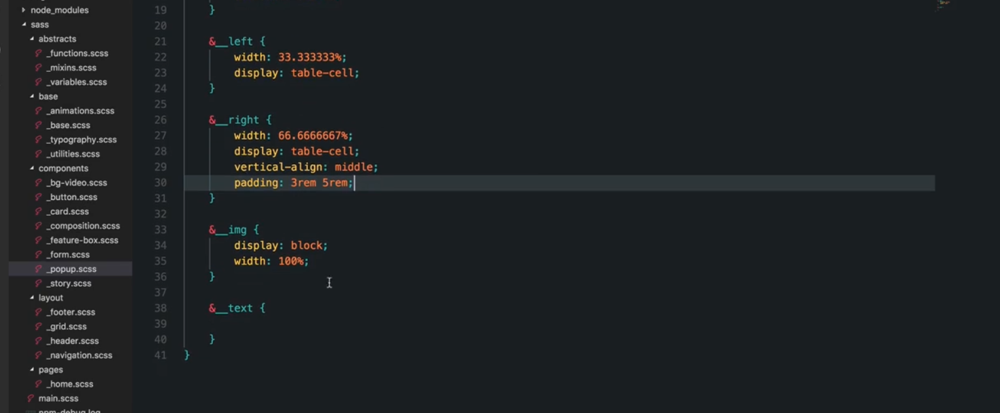 node_modules
sass
abstracts
_functions.scss
_mixins.scss
_variables.scss
base
_animations.scss
_base.scss
_typography.scss
_utilities.scss
components
_bg-video.scss
_button.scss
_card.scss
_composition.scss
_feature-box.scss
_form.scss
_popup.scss
_story.scss
layout
_footer.scss
_grid.scss
_header.scss
_navigation.scss
pages
_home.scss
main.scss
npm-debug.log
19 }
20
21 &__left {
22 width: 33.333333%;
23 display: table-cell;
24 }
25
26 &__right {
27 width: 66.6666667%;
28 display: table-cell;
29 vertical-align: middle;
30 padding: 3rem 5rem;
31 }
32
33 &__img {
34 display: block;
35 width: 100%;
36 }
37
38 &__text {
39
40 }
41 }